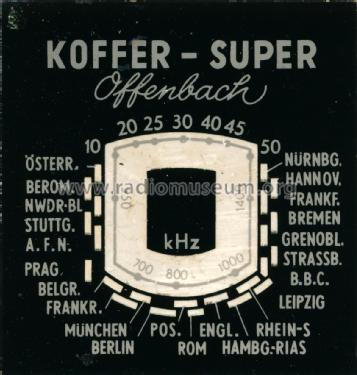 KOFFER - SUPER
Offenbach
10 20 25 30 35 40 45 50
ÖSTERR.
BEROM.
NWDR-BL
STUTTG.
A. F. N.
PRAG
BELGR.
FRANKR.
MÜNCHEN
BERLIN
POS.
ROM
ENGL.
HAMBG.-RIAS
RHEIN-S
LEIPZIG
B.B.C.
STRASSB.
GRENOBL.
BREMEN
FRANKF.
HANNOV.
NÜRNBG.
kHz
700 800 1000
www.radiomuseum.org